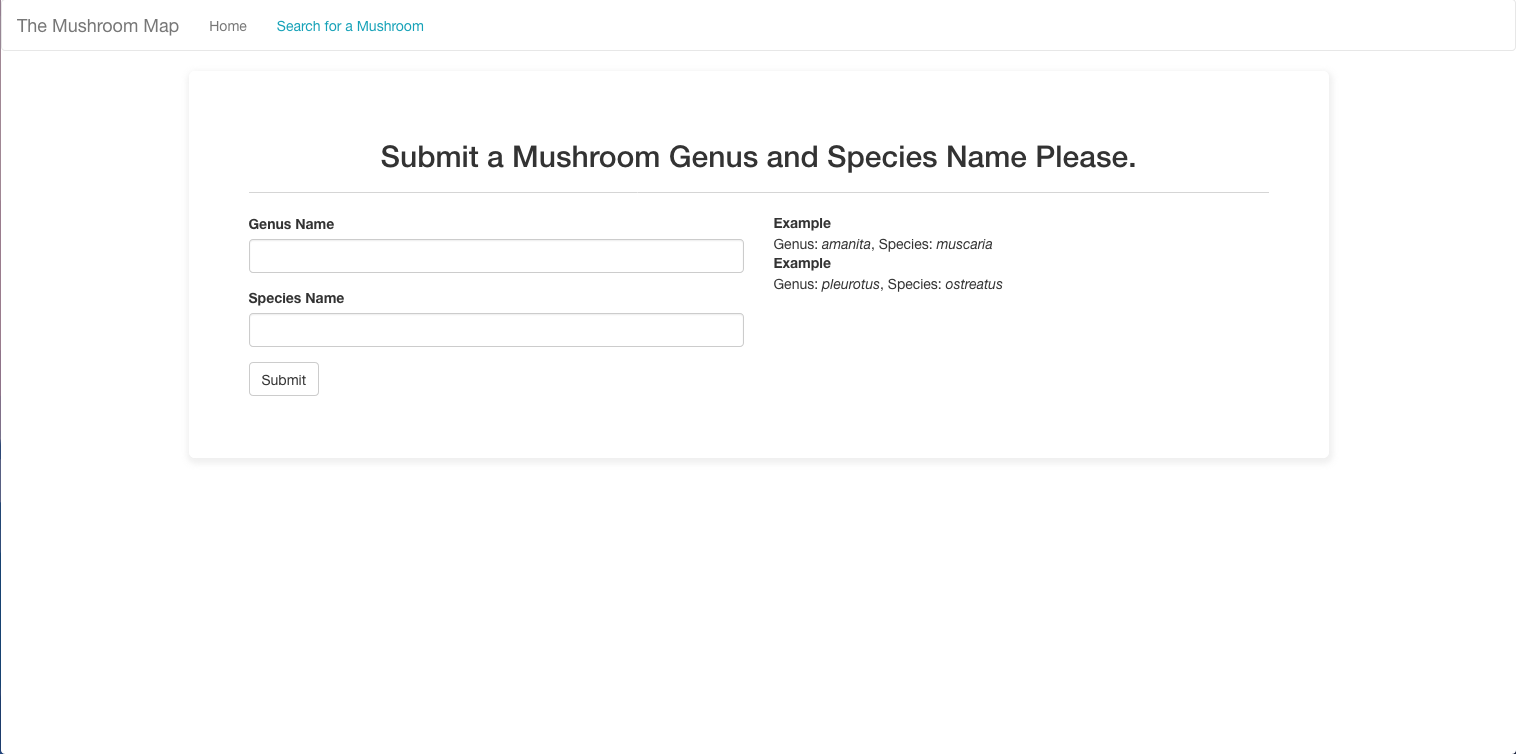 The Mushroom Map Home Search for a Mushroom
Submit a Mushroom Genus and Species Name Please.
Genus Name
Species Name
Submit
Example
Genus: amanita, Species: muscaria
Example
Genus: pleurotus, Species: ostreatus